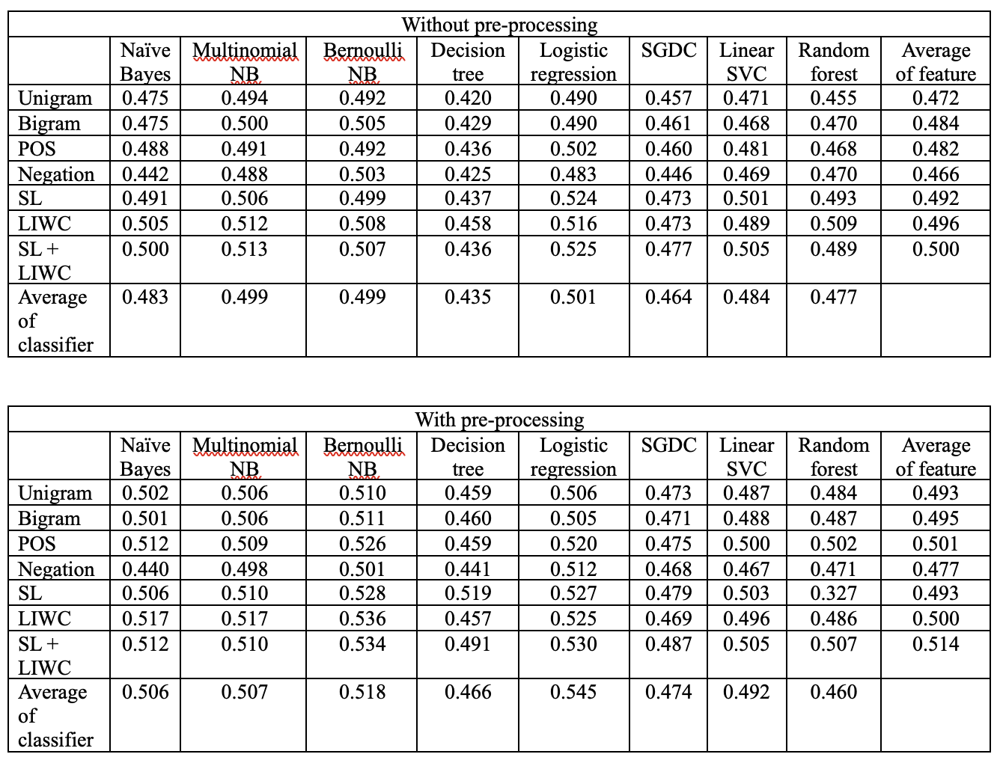 Without pre-processing
Naïve Bayes Multinomial NB Bernoulli NB Decision tree Logistic regression SGDC Linear SVC Random forest Average of feature
Unigram 0.475 0.494 0.492 0.420 0.490 0.457 0.471 0.455 0.472
Bigram 0.475 0.500 0.505 0.429 0.490 0.461 0.468 0.470 0.484
POS 0.488 0.491 0.492 0.436 0.502 0.460 0.481 0.468 0.482
Negation 0.442 0.488 0.503 0.425 0.483 0.446 0.469 0.470 0.466
SL 0.491 0.506 0.499 0.437 0.524 0.473 0.501 0.493 0.492
LIWC 0.505 0.512 0.508 0.458 0.516 0.473 0.489 0.509 0.496
SL + LIWC 0.500 0.513 0.507 0.436 0.525 0.477 0.505 0.489 0.500
Average of classifier 0.483 0.499 0.499 0.435 0.501 0.464 0.484 0.477
With pre-processing
Naïve Bayes Multinomial NB Bernoulli NB Decision tree Logistic regression SGDC Linear SVC Random forest Average of feature
Unigram 0.502 0.506 0.510 0.459 0.506 0.473 0.487 0.484 0.493
Bigram 0.501 0.506 0.511 0.460 0.505 0.471 0.488 0.487 0.495
POS 0.512 0.509 0.526 0.459 0.520 0.475 0.500 0.502 0.501
Negation 0.440 0.498 0.501 0.441 0.512 0.468 0.467 0.471 0.477
SL 0.506 0.510 0.528 0.519 0.527 0.479 0.503 0.327 0.493
LIWC 0.517 0.517 0.536 0.457 0.525 0.469 0.496 0.486 0.500
SL + LIWC 0.512 0.510 0.534 0.491 0.530 0.487 0.505 0.507 0.514
Average of classifier 0.506 0.507 0.518 0.466 0.545 0.474 0.492 0.460